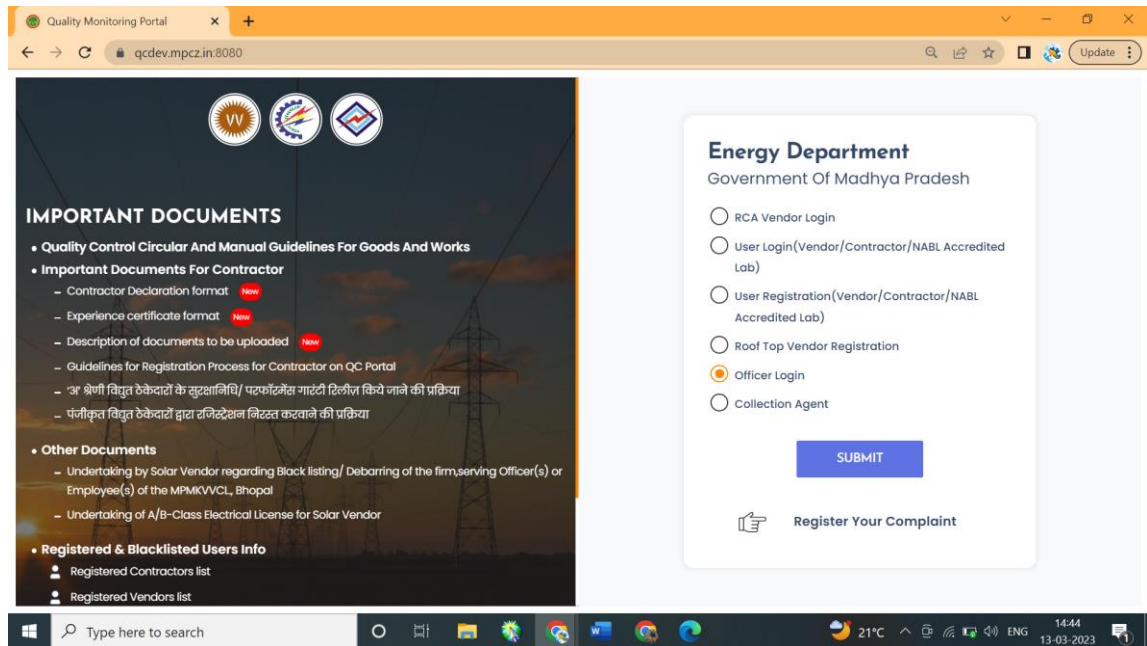 Quality Monitoring Portal
qcdev.mpcz.in:8080
Update
VV
IMPORTANT DOCUMENTS
• Quality Control Circular And Manual Guidelines For Goods And Works
• Important Documents For Contractor
– Contractor Declaration format New
– Experience certificate format New
– Description of documents to be uploaded New
– Guidelines for Registration Process for Contractor on QC Portal
– 'अ' श्रेणी विद्युत ठेकेदारों के सुरक्षानिधि/ परफॉरमेंस गारंटी रिलीज़ किये जाने की प्रक्रिया
– पंजीकृत विद्युत ठेकेदारों द्वारा रजिस्ट्रेशन निरस्त करवाने की प्रक्रिया
• Other Documents
– Undertaking by Solar Vendor regarding Black listing/ Debarring of the firm,serving Officer(s) or
Employee(s) of the MPMKVVCL, Bhopal
– Undertaking of A/B-Class Electrical License for Solar Vendor
• Registered & Blacklisted Users Info
Registered Contractors list
Registered Vendors list
Energy Department
Government Of Madhya Pradesh
RCA Vendor Login
User Login(Vendor/Contractor/NABL Accredited
Lab)
User Registration(Vendor/Contractor/NABL
Accredited Lab)
Roof Top Vendor Registration
Officer Login
Collection Agent
SUBMIT
Register Your Complaint
Type here to search
21°C
ENG
14:44
13-03-2023
1